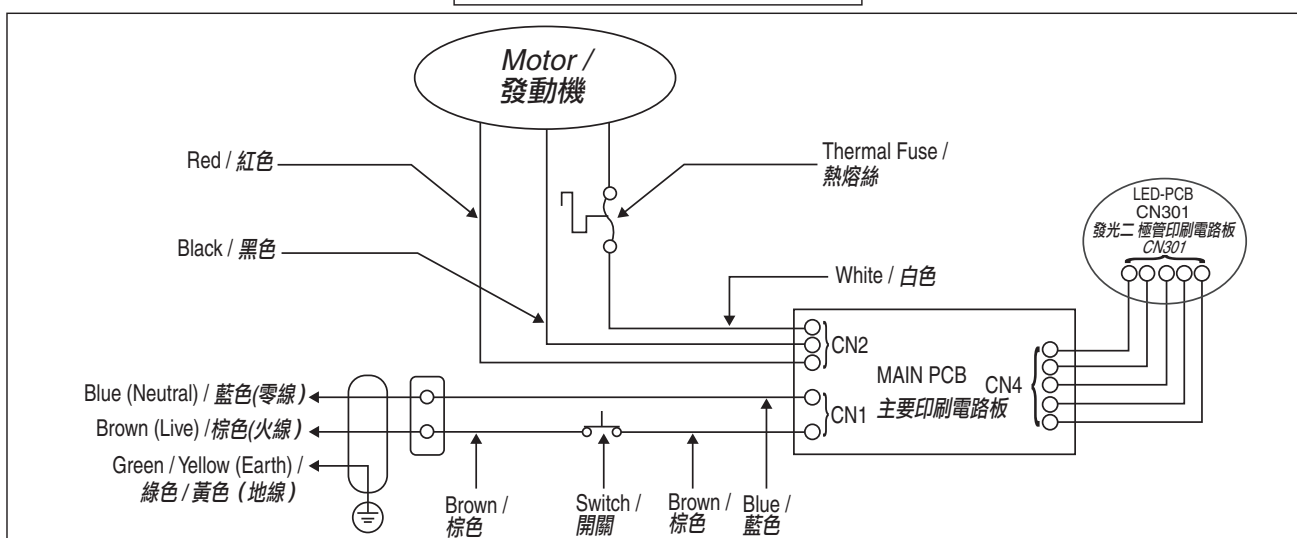 Motor /
發動機
Red / 紅色
Thermal Fuse /
熱熔絲
LED-PCB
CN301
發光二 極管印刷電路板
CN301
Black / 黑色
White / 白色
CN2
MAIN PCB
主要印刷電路板
CN4
CN1
Blue (Neutral) / 藍色(零線)
Brown (Live) /棕色(火線)
Green / Yellow (Earth) /
綠色 / 黃色 (地線)
Brown /
棕色
Switch /
開關
Brown /
棕色
Blue /
藍色